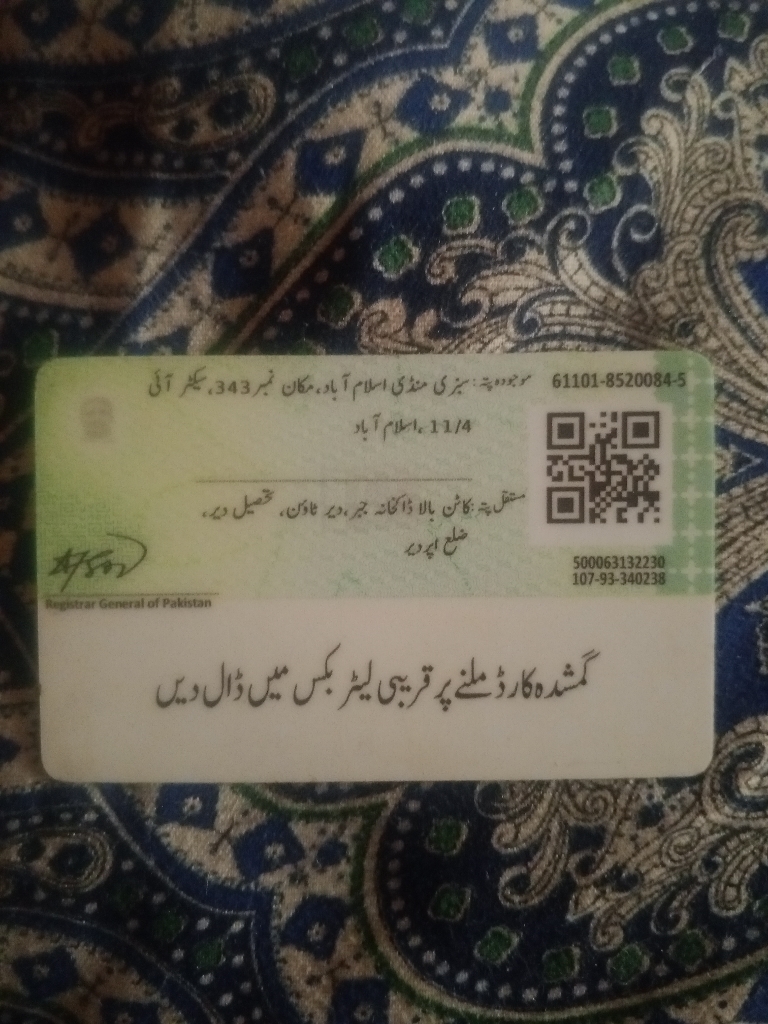 61101-8520084-5
موجودہ پتہ: سبزی منڈی اسلام آباد، مکان نمبر 343، سیکٹر آئی
11/4، اسلام آباد
مستقل پتہ: کاٹن بالا ڈاکخانہ جبر، دیر ٹاؤن، تحصیل دیر،
ضلع اپر دیر
500063132230
107-93-340238
Registrar General of Pakistan
گمشدہ کارڈ ملنے پر قریبی لیٹر بکس میں ڈال دیں